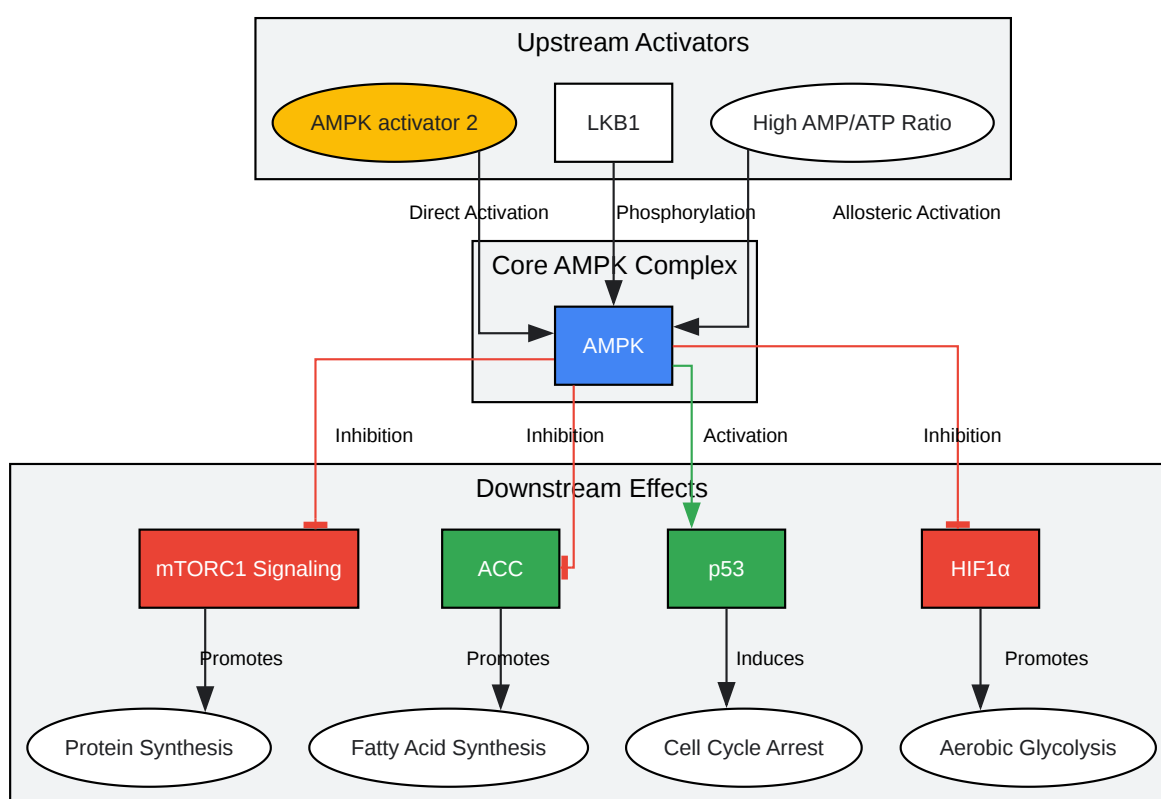 Upstream Activators
AMPK activator 2
LKB1
High AMP/ATP Ratio
Direct Activation
Phosphorylation
Allosteric Activation
Core AMPK Complex
AMPK
Inhibition
Inhibition
Activation
Inhibition
Downstream Effects
mTORC1 Signaling
ACC
p53
HIF1α
Promotes
Promotes
Induces
Promotes
Protein Synthesis
Fatty Acid Synthesis
Cell Cycle Arrest
Aerobic Glycolysis